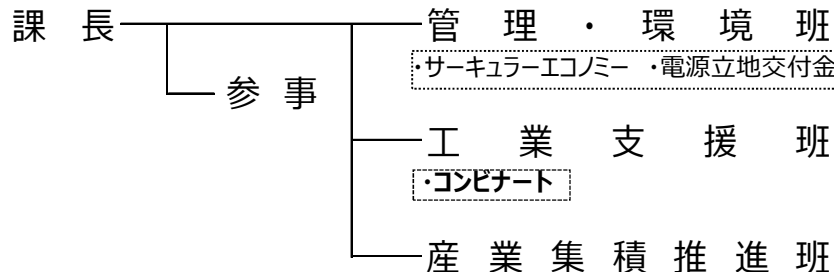 課長 管理・環境班
・サーキュラーエコノミー ・電源立地交付金
参事
工業支援班
・コンビナート
産業集積推進班